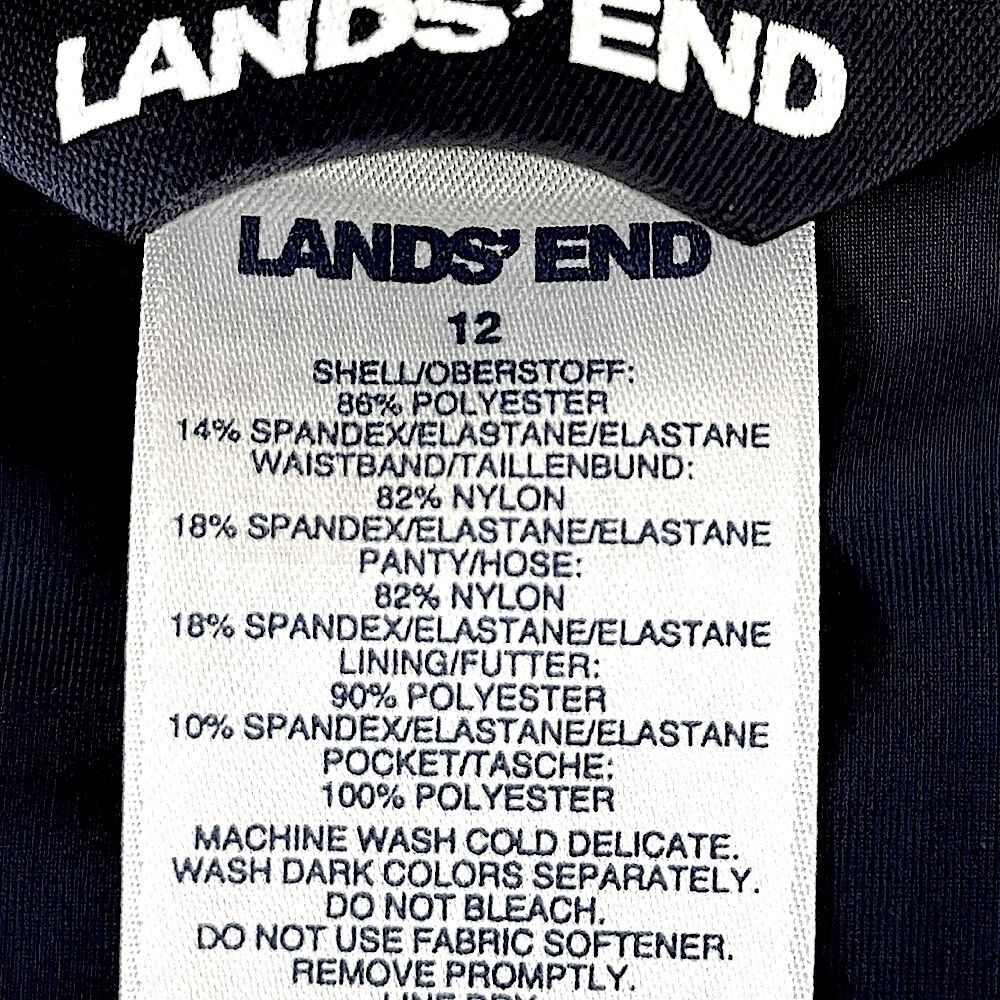 LANDS' END
LANDS' END
12
SHELL/OBERSTOFF:
86% POLYESTER
14% SPANDEX/ELASTANE/ELASTANE
WAISTBAND/TAILLENBUND:
82% NYLON
18% SPANDEX/ELASTANE/ELASTANE
PANTY/HOSE:
82% NYLON
18% SPANDEX/ELASTANE/ELASTANE
LINING/FUTTER:
90% POLYESTER
10% SPANDEX/ELASTANE/ELASTANE
POCKET/TASCHE:
100% POLYESTER
MACHINE WASH COLD DELICATE.
WASH DARK COLORS SEPARATELY.
DO NOT BLEACH.
DO NOT USE FABRIC SOFTENER.
REMOVE PROMPTLY.
LINE DRY.